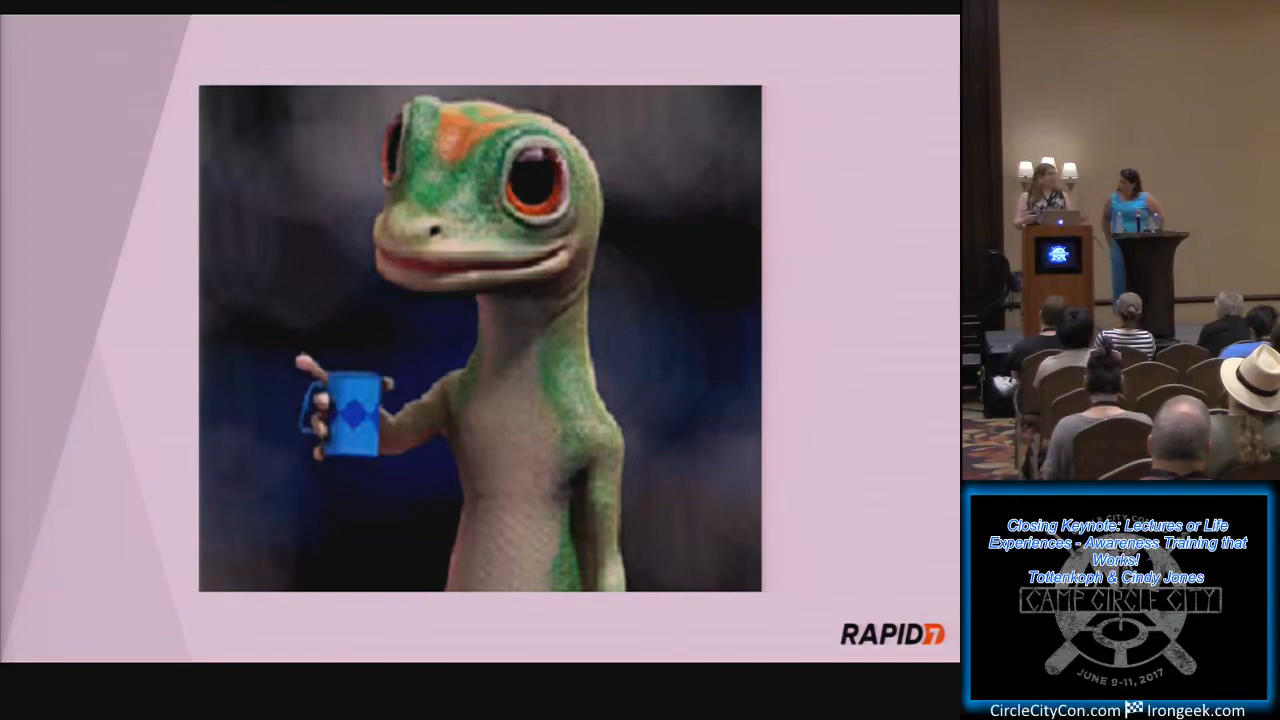 RAPID7
Closing Keynote: Lectures or Life
Experiences - Awareness Training that
Works!
Tottenkoph & Cindy Jones
CAMP CIRCLE CITY
JUNE 9-11, 2017
CircleCityCon.com Irongeek.com